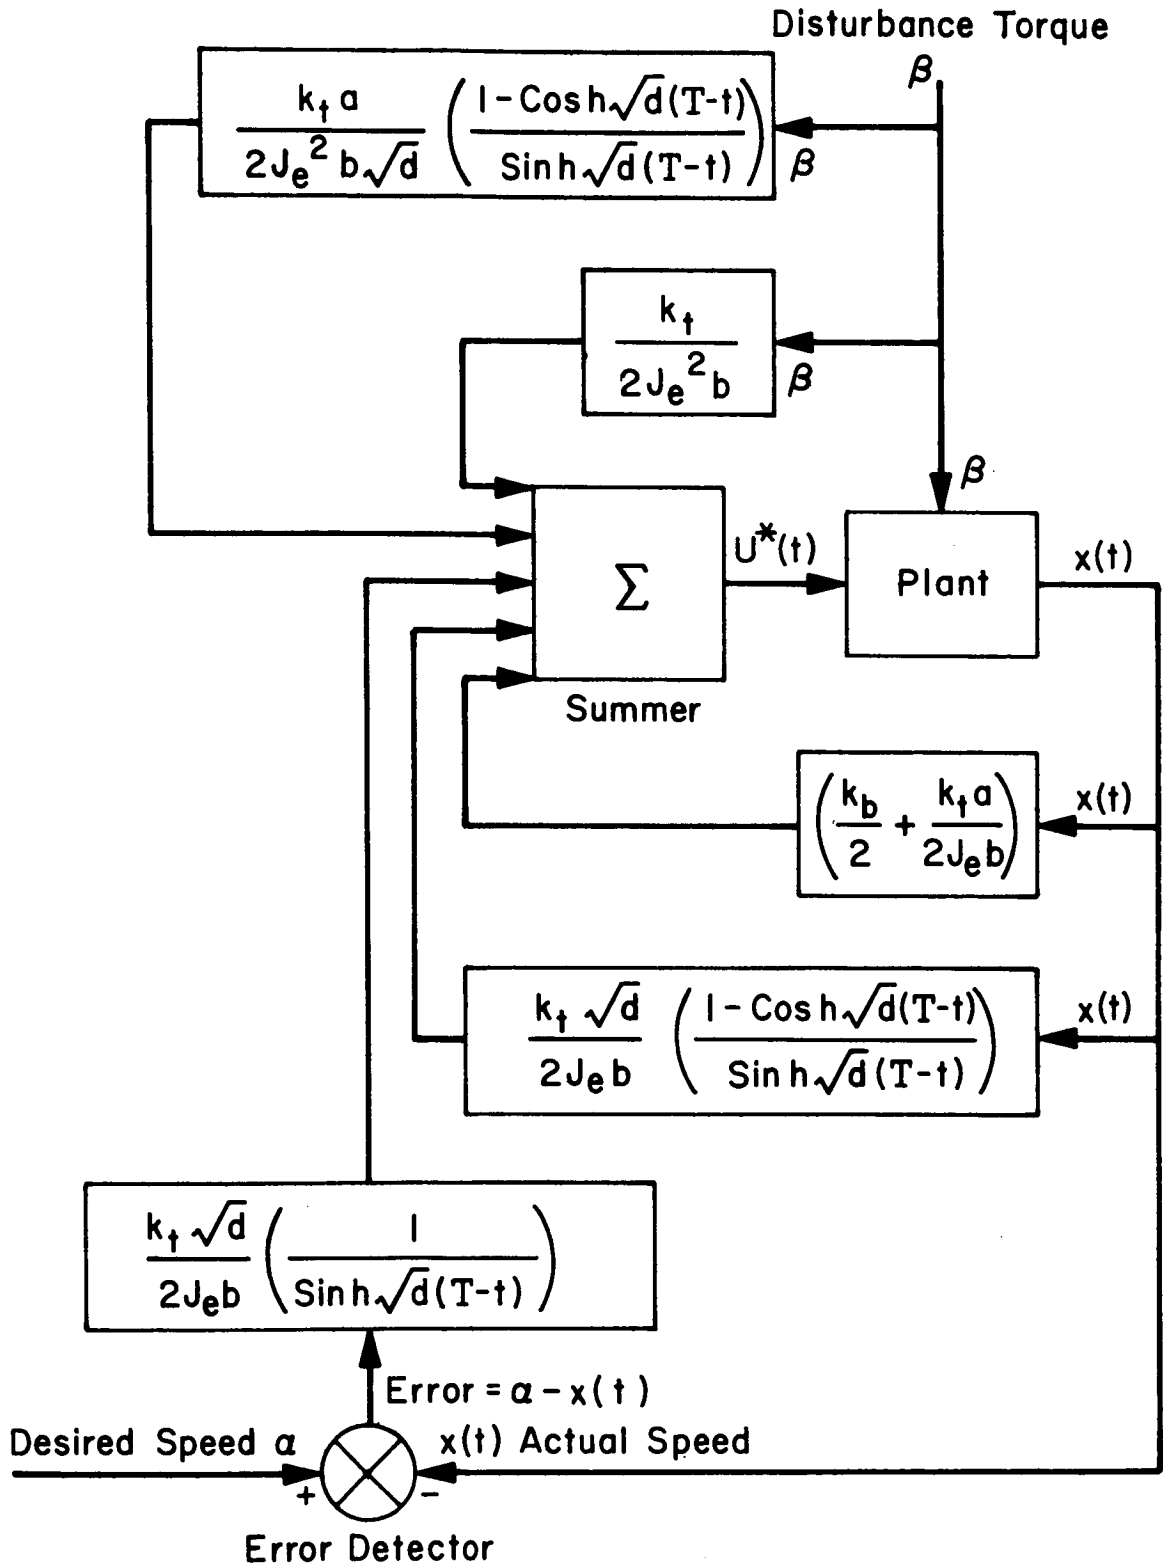 Disturbance Torque
β
k_t a / 2J_e^2 b√d (1-Cosh√d(T-t) / Sinh√d(T-t))
β
k_t / 2J_e^2 b
β
β
Σ
U*(t)
Plant
x(t)
Summer
(k_b / 2 + k_t a / 2J_e b)
x(t)
k_t √d / 2J_e b (1-Cosh√d(T-t) / Sinh√d(T-t))
x(t)
k_t √d / 2J_e b (1 / Sinh√d(T-t))
Error = α - x(t)
Desired Speed α
x(t) Actual Speed
+
-
Error Detector